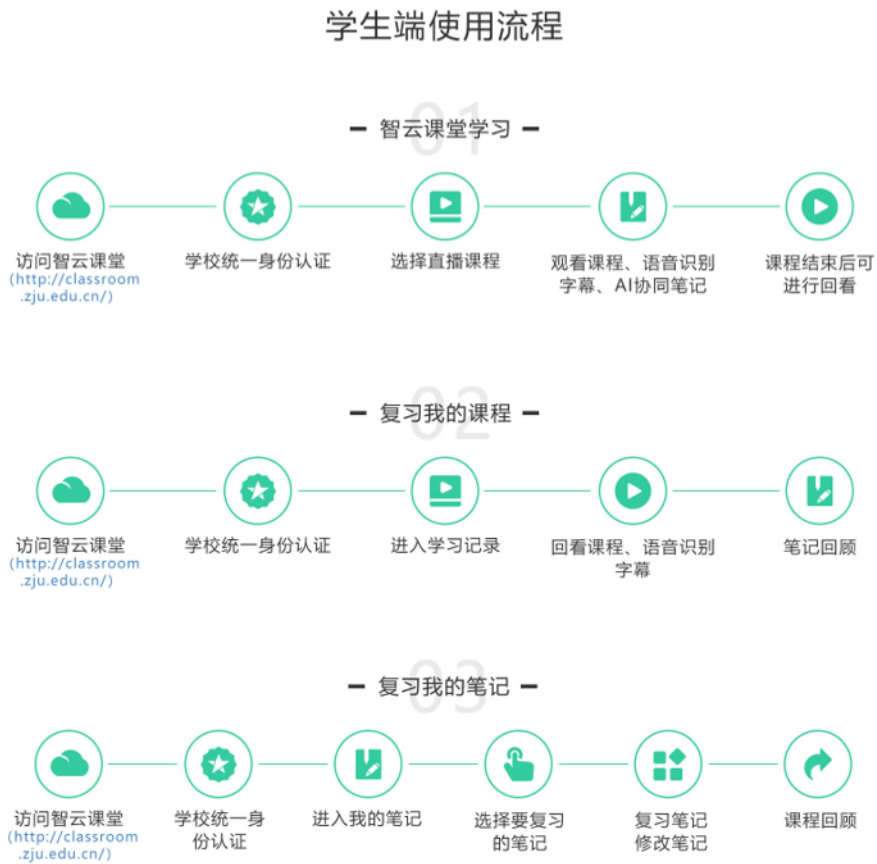 学生端使用流程
01
智云课堂学习
访问智云课堂
(http://classroom
.zju.edu.cn/)
学校统一身份认证
选择直播课程
观看课程、语音识别
字幕、AI协同笔记
课程结束后可
进行回看
02
复习我的课程
访问智云课堂
(http://classroom
.zju.edu.cn/)
学校统一身份认证
进入学习记录
回看课程、语音识别
字幕
笔记回顾
03
复习我的笔记
访问智云课堂
(http://classroom
.zju.edu.cn/)
学校统一身
份认证
进入我的笔记
选择要复习
的笔记
复习笔记
修改笔记
课程回顾